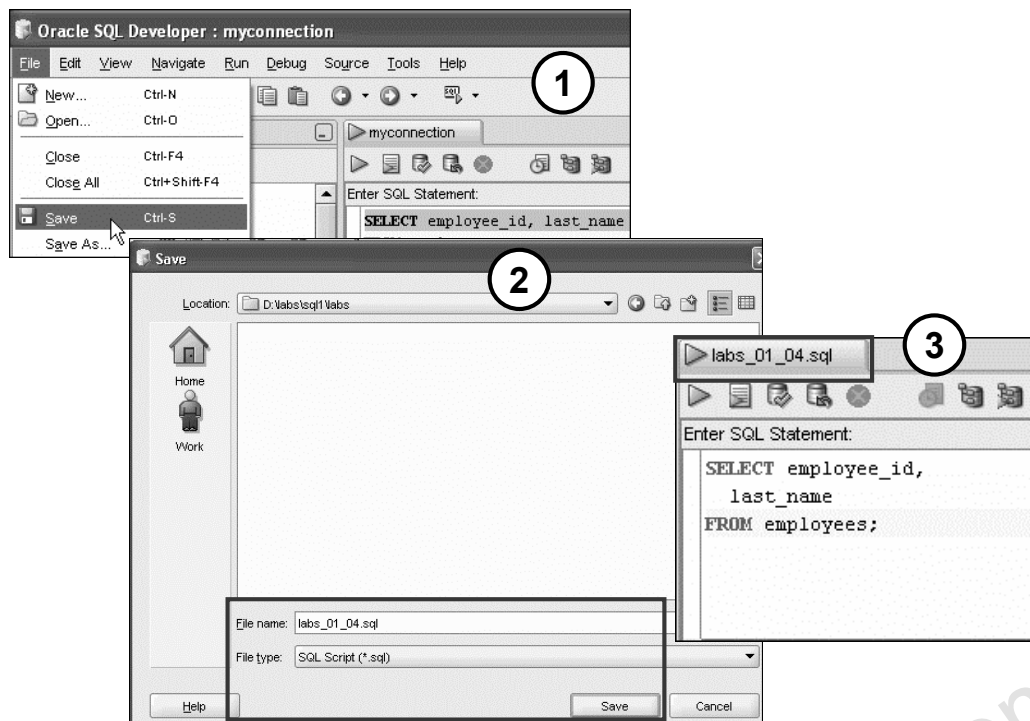 Oracle SQL Developer : myconnection
File Edit View Navigate Run Debug Source Tools Help
1
New... Ctrl-N
Open... Ctrl-O
Close Ctrl-F4
Close All Ctrl+Shift-F4
Save Ctrl-S
Save As...
myconnection
Enter SQL Statement:
SELECT employee_id, last_name
Save
2
Location: D:\labs\sql1\labs
Home
Work
File name: labs_01_04.sql
File type: SQL Script (*.sql)
Help Save Cancel
labs_01_04.sql
3
Enter SQL Statement:
SELECT employee_id,
last_name
FROM employees;